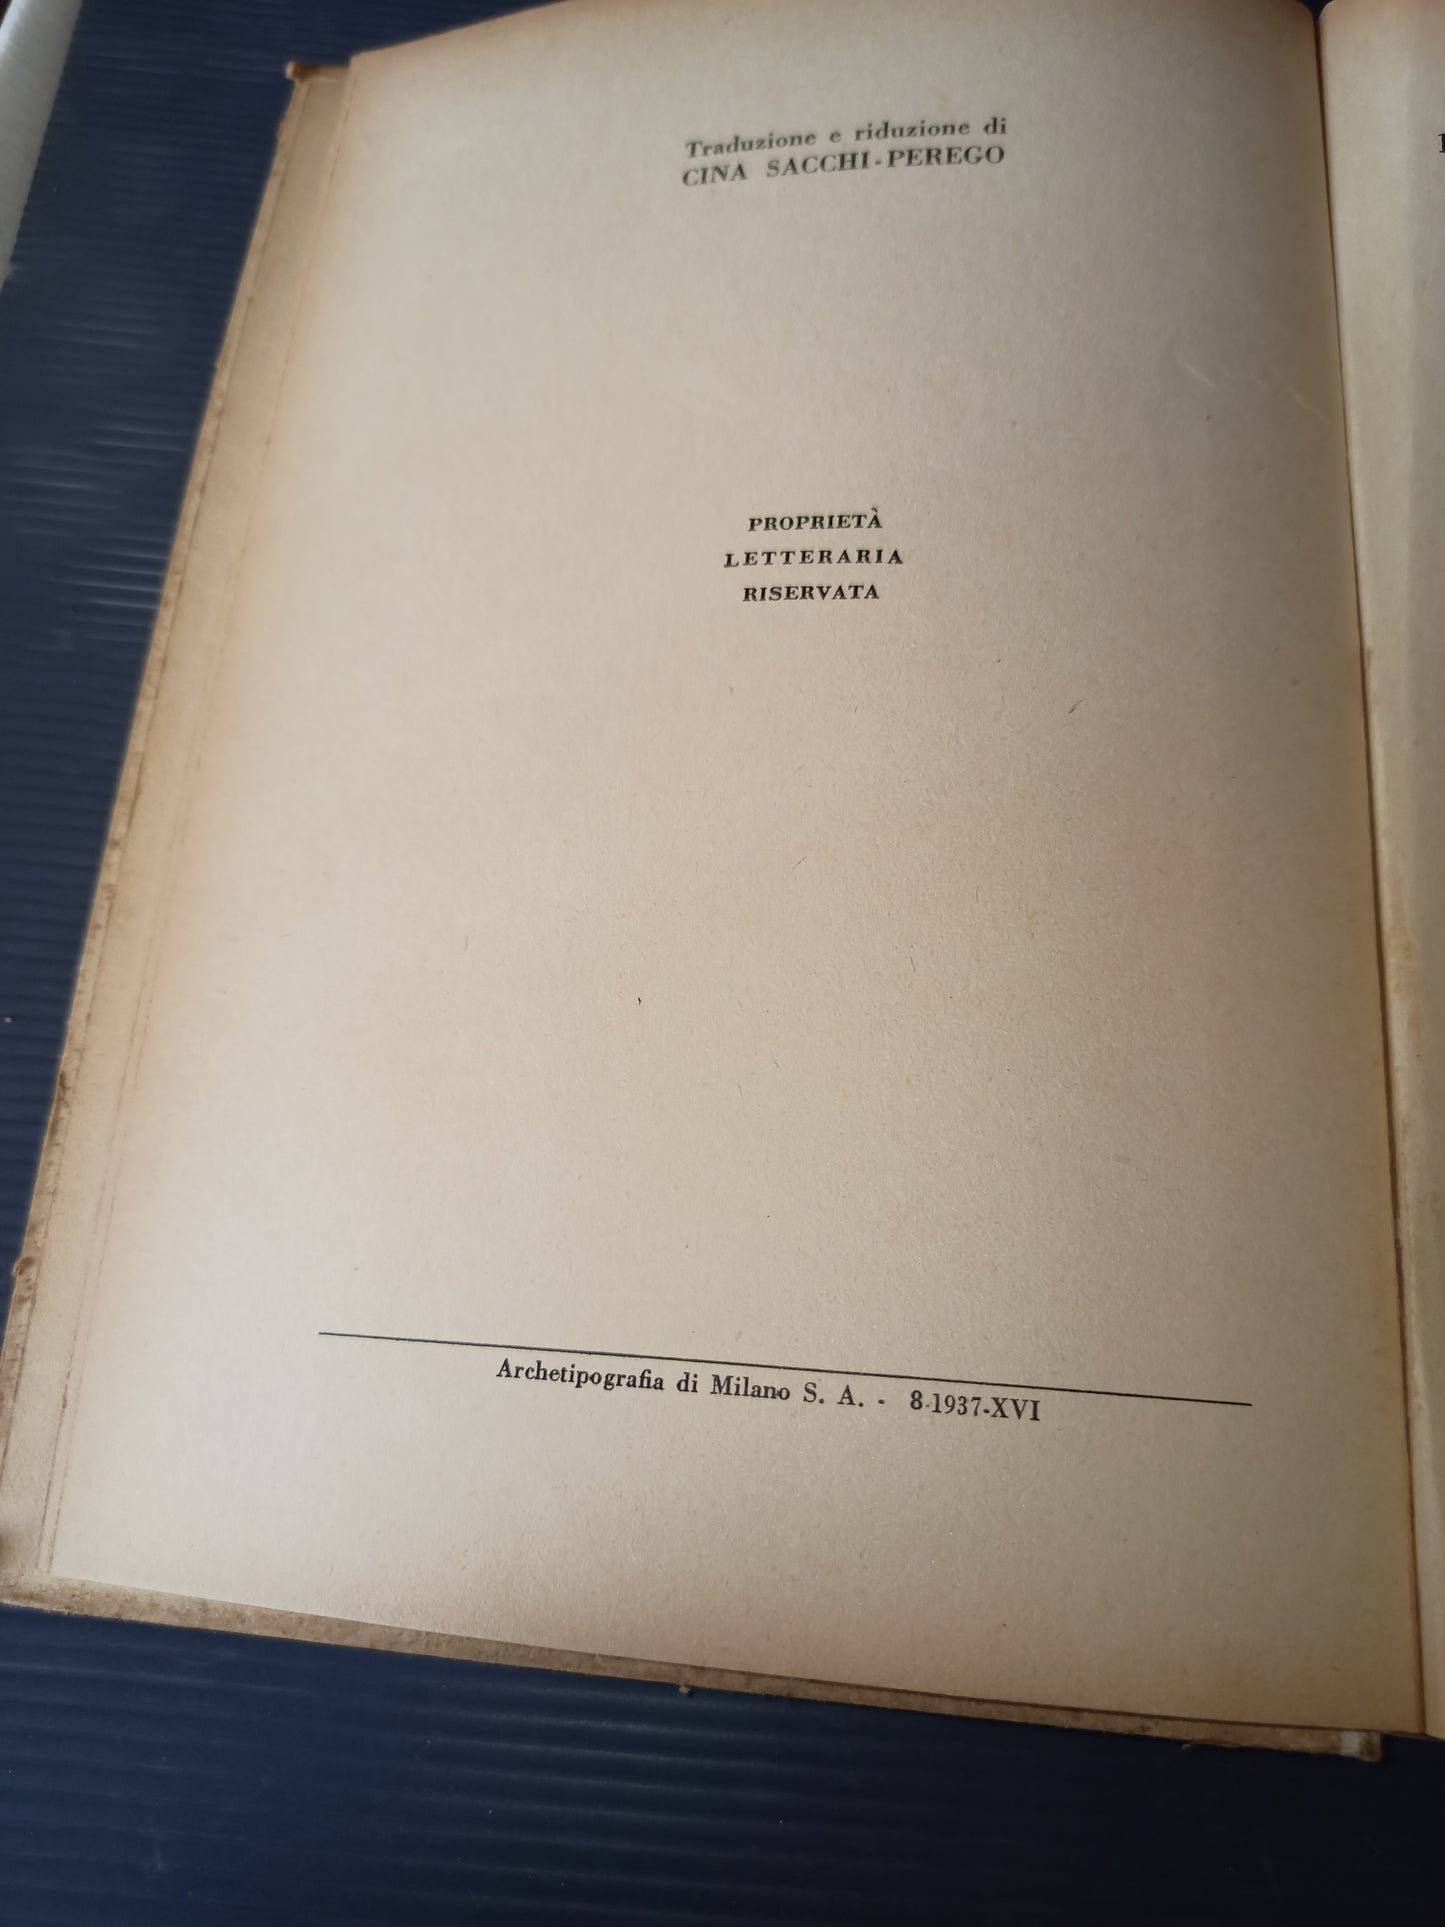 Traduzione e riduzione di
CINA SACCHI-PEREGO
PROPRIETÀ
LETTERARIA
RISERVATA
Archetipografia di Milano S. A. - 8-1937-XVI